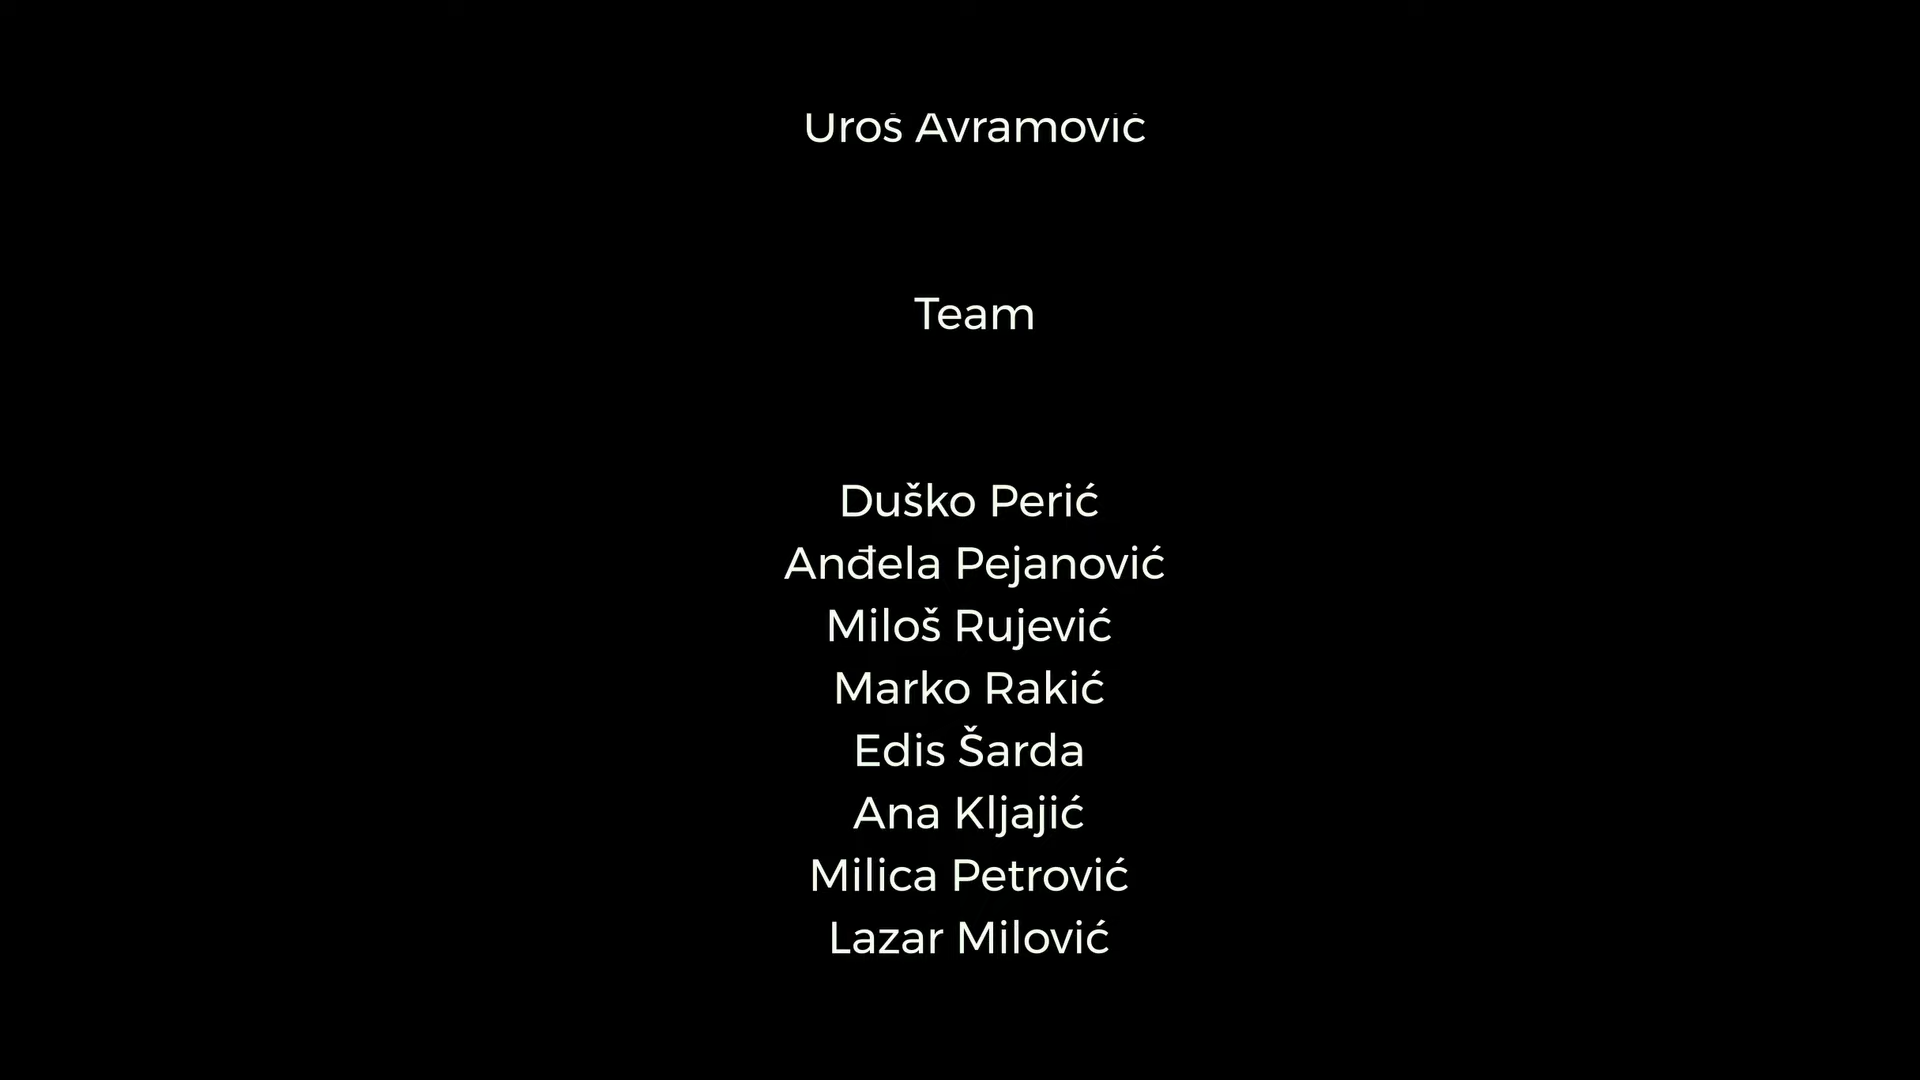 Uroš Avramović
Team
Duško Perić
Anđela Pejanović
Miloš Rujević
Marko Rakić
Edis Šarda
Ana Kljajić
Milica Petrović
Lazar Milović